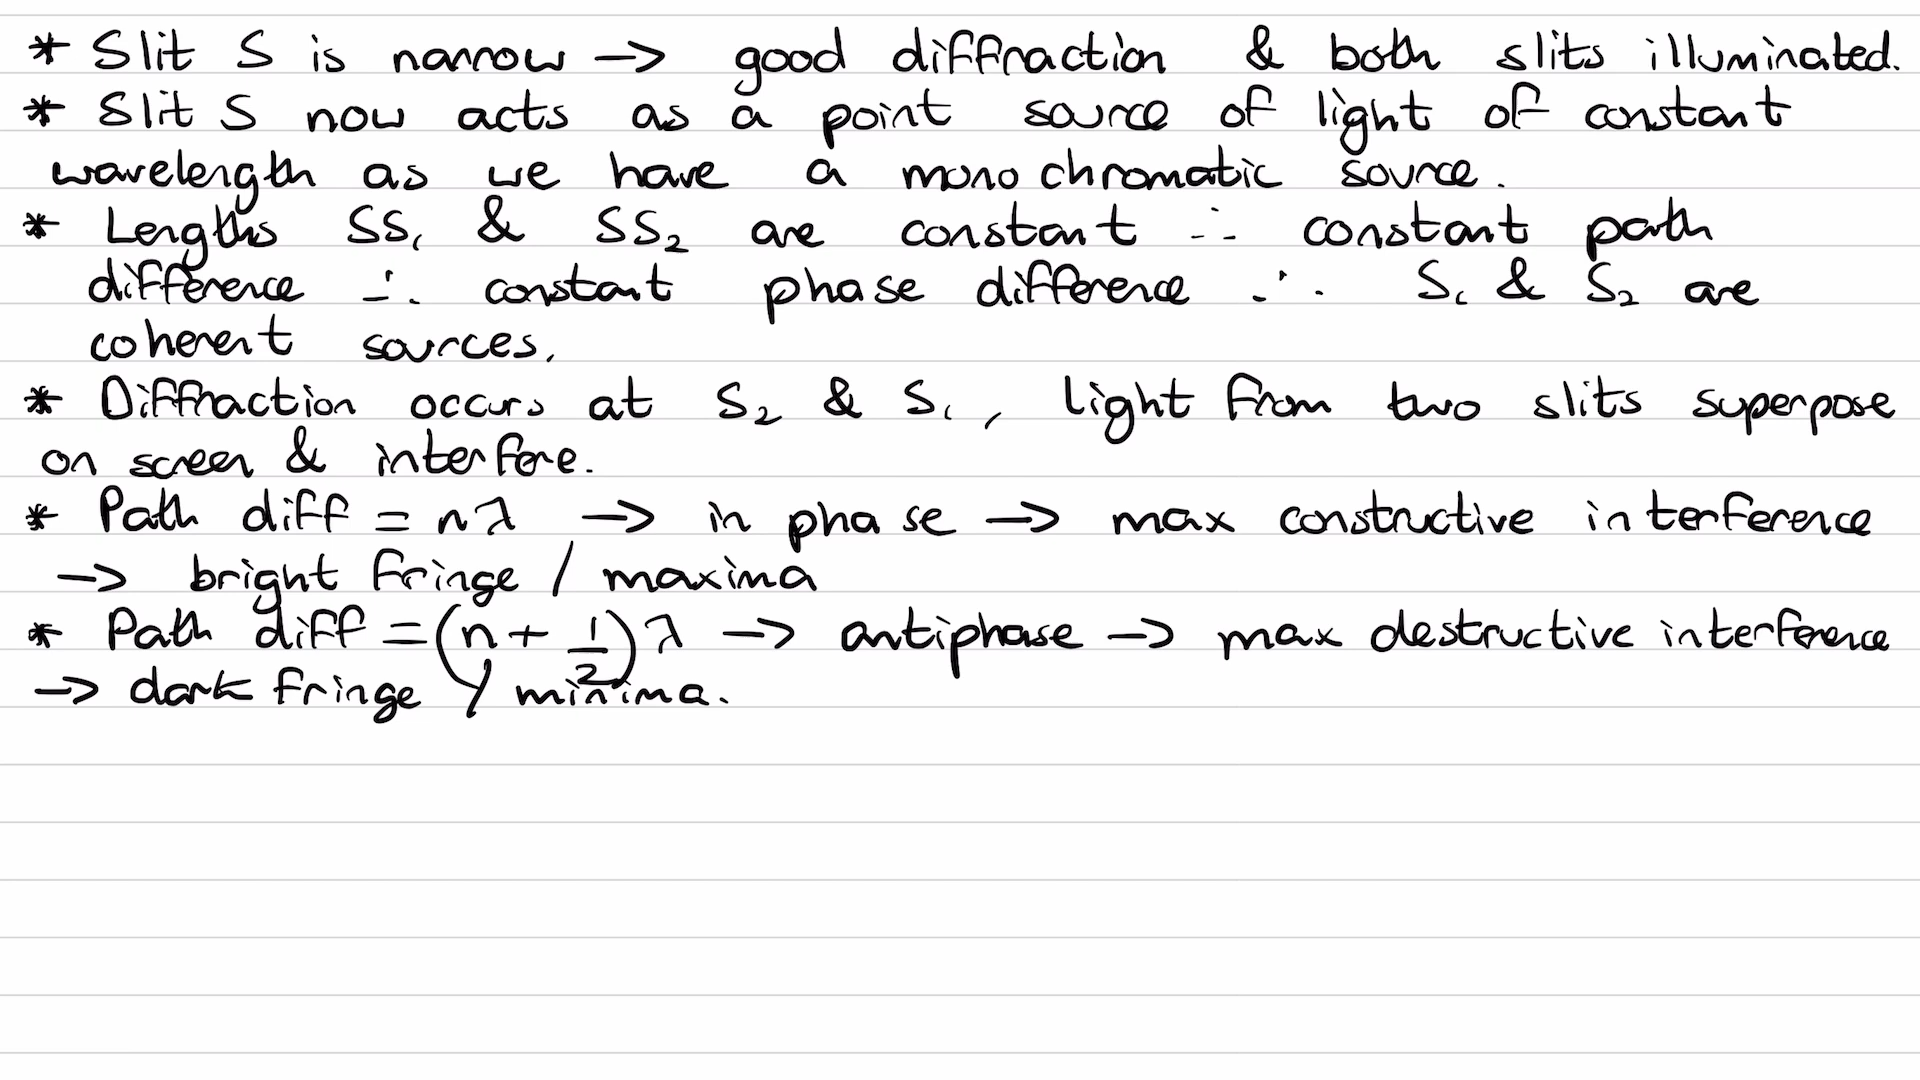 * Slit S is narrow → good diffraction & both slits illuminated.
* Slit S now acts as a point source of light of constant
wavelength as we have a monochromatic source.
* Lengths SS₁ & SS₂ are constant ∴ constant path
difference ∴ constant phase difference ∴ S₁ & S₂ are
coherent sources.
* Diffraction occurs at S₂ & S₁, light from two slits superpose
on screen & interfere.
* Path diff = nλ → in phase → max constructive interference
→ bright fringe / maxima
* Path diff = (n + 1/2)λ → antiphase → max destructive interference
→ dark fringe / minima.